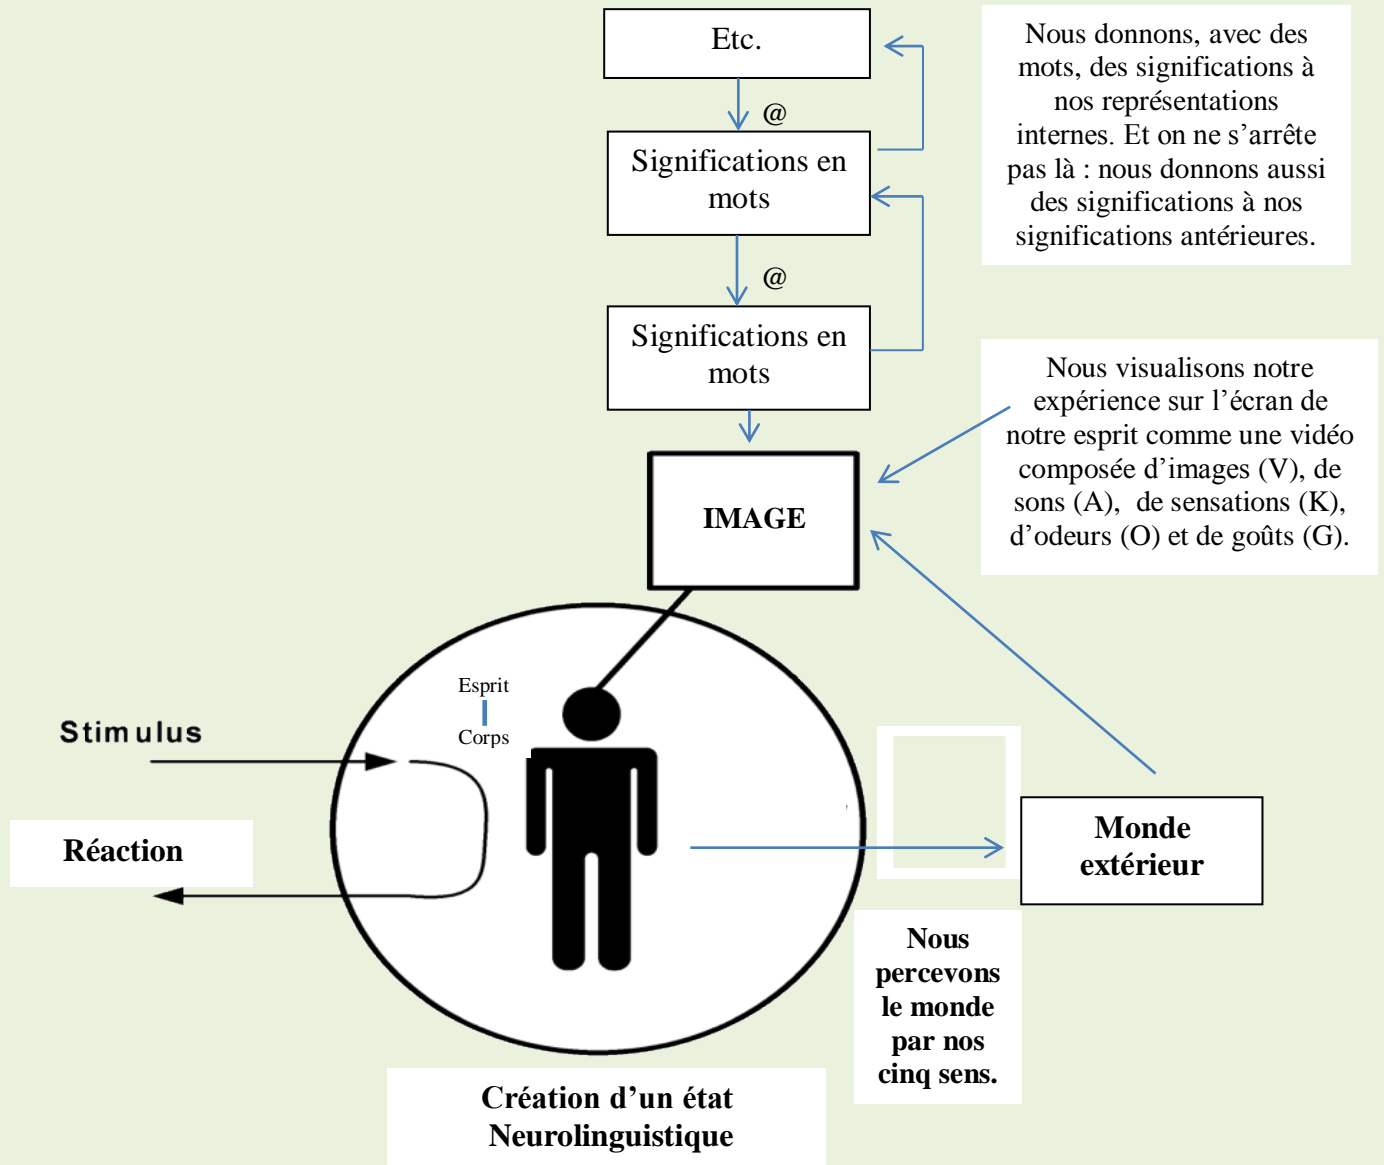 Etc.
@
Significations en
mots
@
Significations en
mots
Nous donnons, avec des
mots, des significations à
nos représentations
internes. Et on ne s’arrête
pas là : nous donnons aussi
des significations à nos
significations antérieures.
Nous visualisons notre
expérience sur l’écran de
notre esprit comme une vidéo
composée d’images (V), de
sons (A), de sensations (K),
d’odeurs (O) et de goûts (G).
IMAGE
Esprit
Corps
Stimulus
Réaction
Monde
extérieur
Nous
percevons
le monde
par nos
cinq sens.
Création d’un état
Neurolinguistique